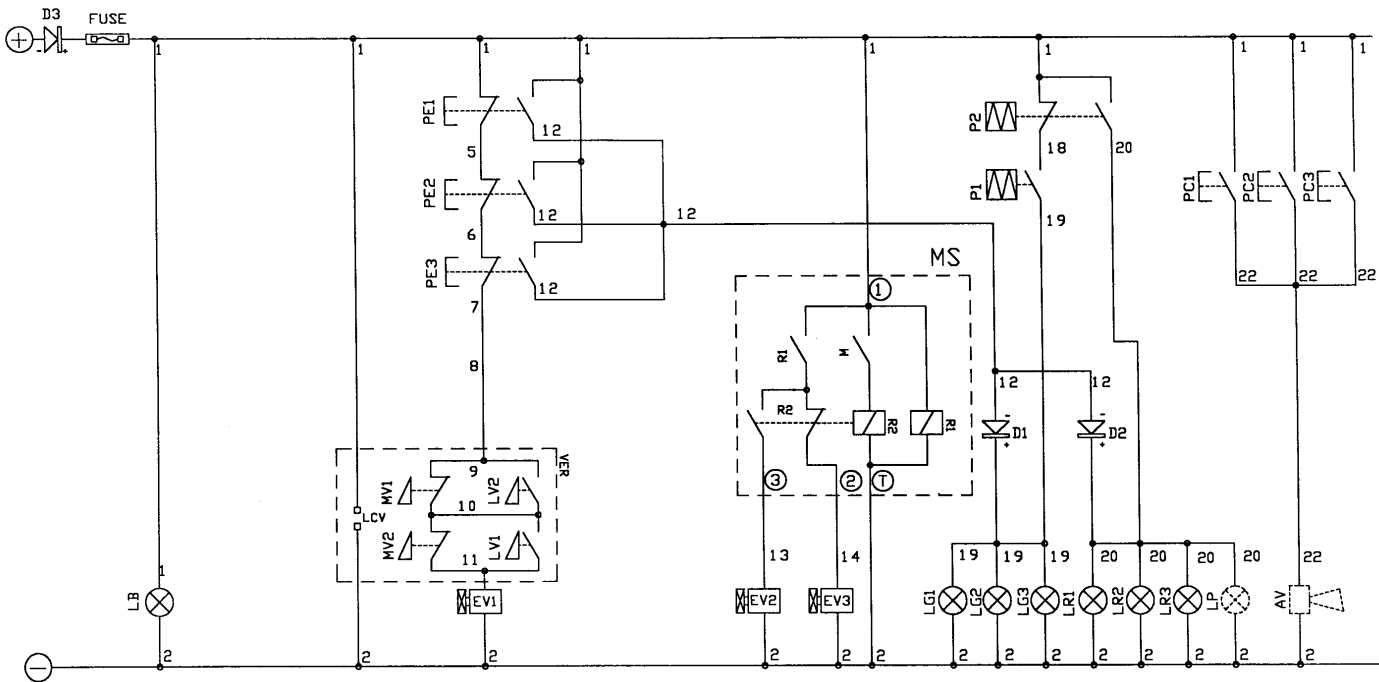 D3 FUSE
+ - +
1 1 1 1 1 1 1 1 1
PE1 12 P2
5 18 20
PE2 12 12 P1 PC1 PC2 PC3
6 19
PE3 12 MS
7 22 22 22
1
8 R1 M
12 12
R2 R2 R1 - D1 + - D2 +
VER
9
MV1 LV2 3 2 T
10
LCV
MV2 LV1
11 13 14 19 19 19 20 20 20 20 22
1
LB EV1 EV2 EV3 LG1 LG2 LG3 LR1 LR2 LR3 LP AV
2 2 2 2 2 2 2 2 2 2 2 2 2 2
-